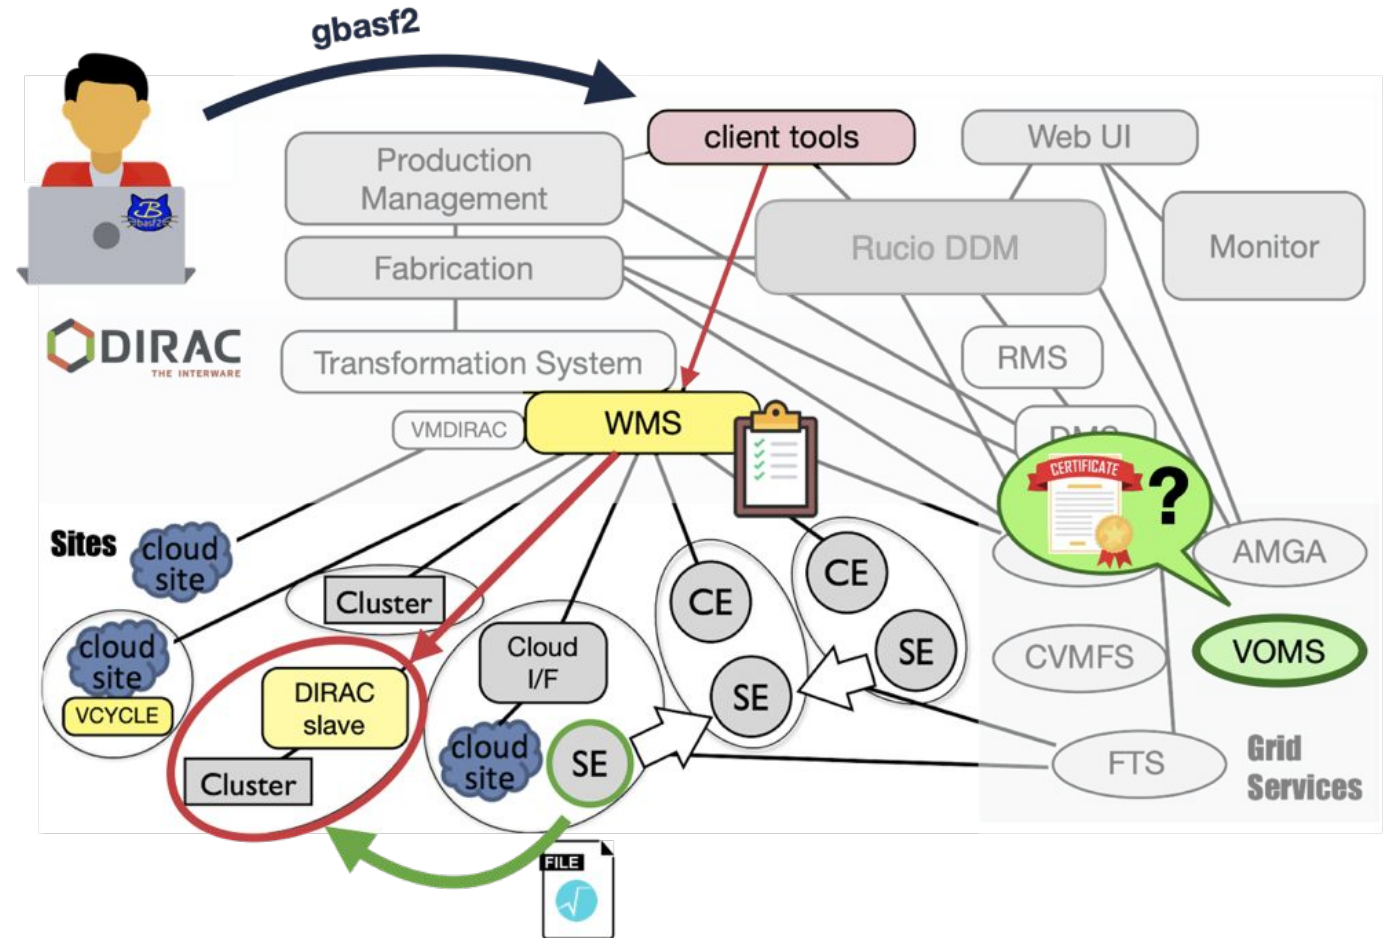 gbasf2
client tools
Web UI
Production
Management
Rucio DDM
Monitor
B
gbasf2
Fabrication
DIRAC
THE INTERWARE
Transformation System
RMS
VMDIRAC
WMS
DMS
CERTIFICATE
?
Sites
cloud
site
Cluster
CE
CE
AMGA
cloud
site
VCYCLE
Cloud
I/F
SE
CVMFS
VOMS
DIRAC
slave
SE
Cluster
cloud
site
SE
FTS
Grid
Services
FILE